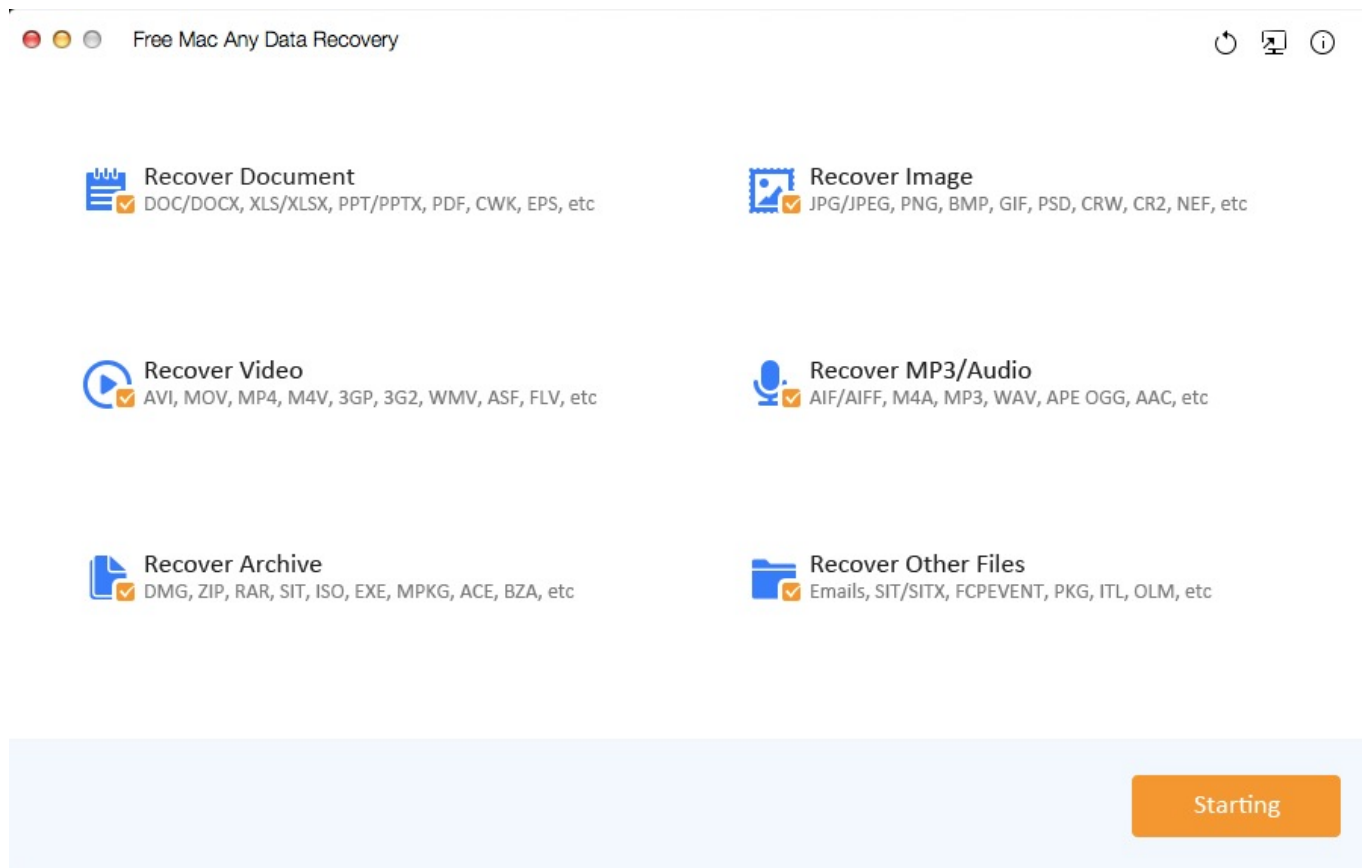 Free Mac Any Data Recovery
Recover Document
DOC/DOCX, XLS/XLSX, PPT/PPTX, PDF, CWK, EPS, etc
Recover Image
JPG/JPEG, PNG, BMP, GIF, PSD, CRW, CR2, NEF, etc
Recover Video
AVI, MOV, MP4, M4V, 3GP, 3G2, WMV, ASF, FLV, etc
Recover MP3/Audio
AIF/AIFF, M4A, MP3, WAV, APE OGG, AAC, etc
Recover Archive
DMG, ZIP, RAR, SIT, ISO, EXE, MPKG, ACE, BZA, etc
Recover Other Files
Emails, SIT/SITX, FCPEVENT, PKG, ITL, OLM, etc
Starting